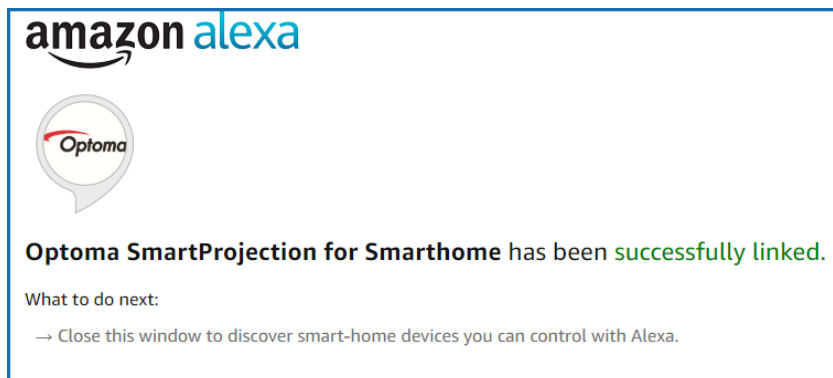 amazon alexa
Optoma
Optoma SmartProjection for Smarthome has been successfully linked.
What to do next:
→ Close this window to discover smart-home devices you can control with Alexa.